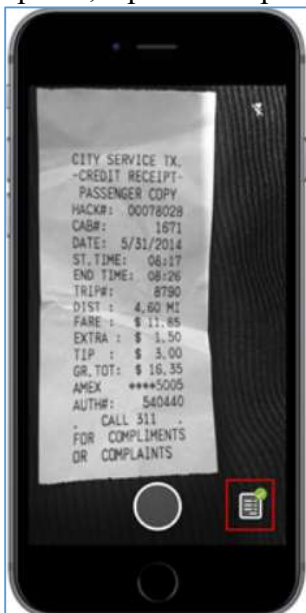 CITY SERVICE TX.
-CREDIT RECEIPT-
PASSENGER COPY
HACK#: 00078028
CAB#: 1671
DATE: 5/31/2014
ST.TIME: 06:17
END TIME: 08:26
TRIP#: 8790
DIST : 4.60 MI
FARE : $ 11.85
EXTRA : $ 1.50
TIP : $ 3.00
GR.TOT: $ 16.35
AMEX ****5005
AUTH#: 540440
. CALL 311 .
FOR COMPLIMENTS
OR COMPLAINTS